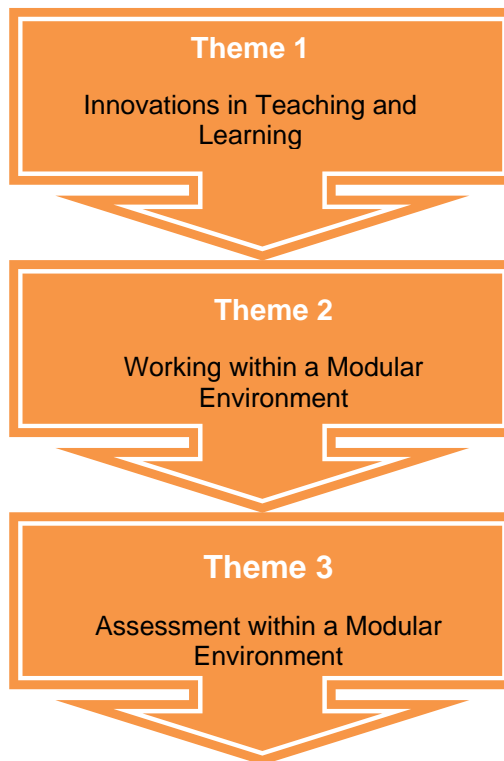 Theme 1
Innovations in Teaching and
Learning
Theme 2
Working within a Modular
Environment
Theme 3
Assessment within a Modular
Environment